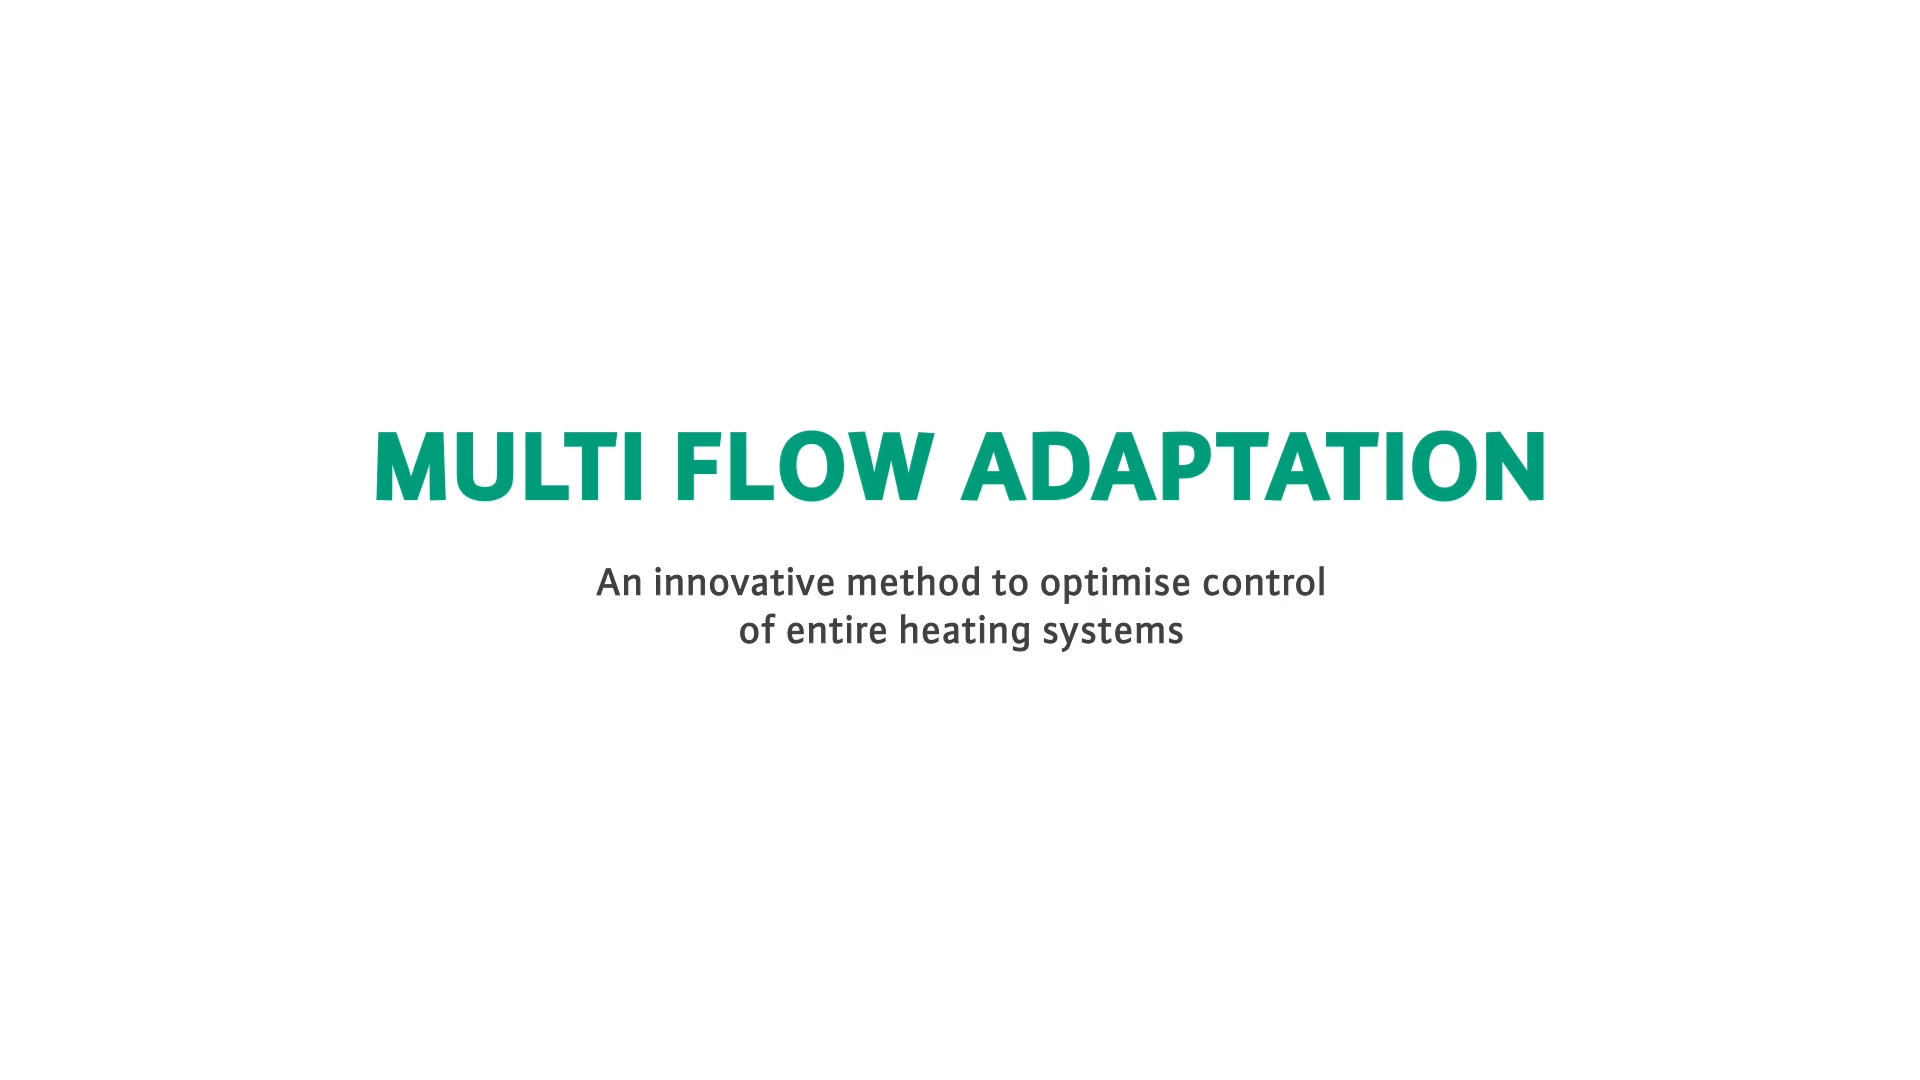 MULTI FLOW ADAPTATION
An innovative method to optimise control
of entire heating systems